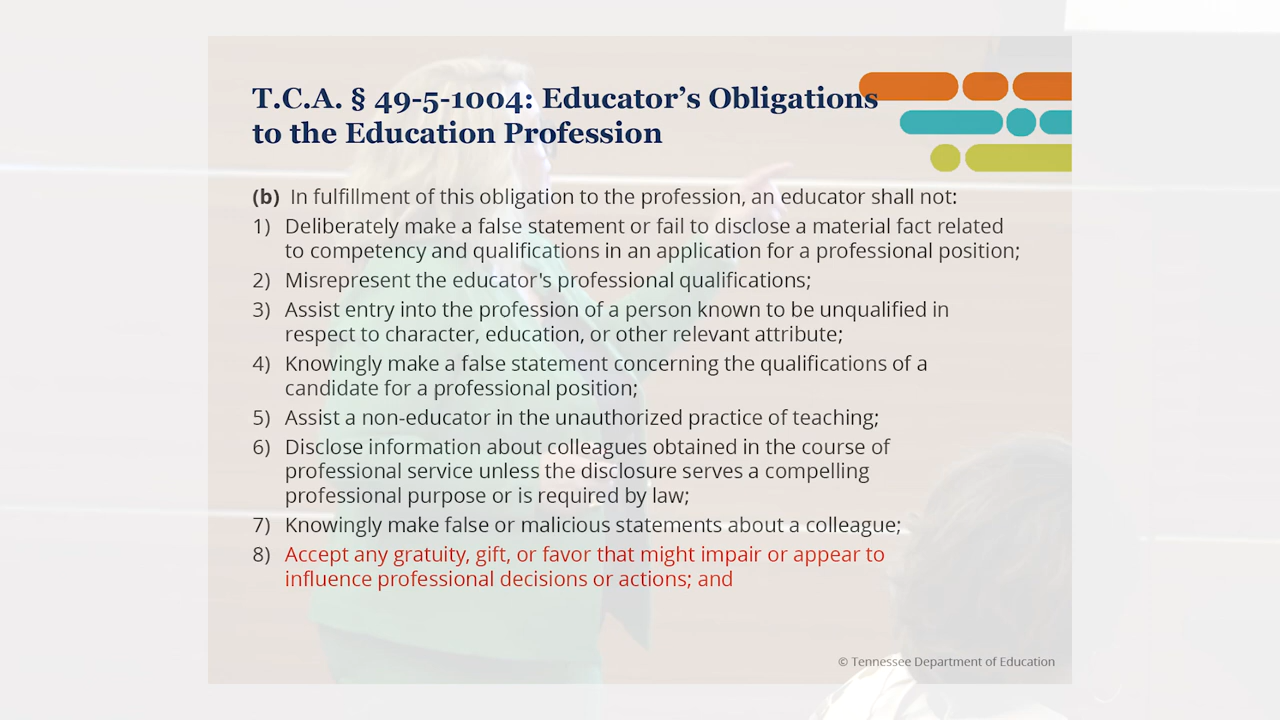 T.C.A. § 49-5-1004: Educator’s Obligations
to the Education Profession
(b) In fulfillment of this obligation to the profession, an educator shall not:
1) Deliberately make a false statement or fail to disclose a material fact related
to competency and qualifications in an application for a professional position;
2) Misrepresent the educator's professional qualifications;
3) Assist entry into the profession of a person known to be unqualified in
respect to character, education, or other relevant attribute;
4) Knowingly make a false statement concerning the qualifications of a
candidate for a professional position;
5) Assist a non-educator in the unauthorized practice of teaching;
6) Disclose information about colleagues obtained in the course of
professional service unless the disclosure serves a compelling
professional purpose or is required by law;
7) Knowingly make false or malicious statements about a colleague;
8) Accept any gratuity, gift, or favor that might impair or appear to
influence professional decisions or actions; and
© Tennessee Department of Education